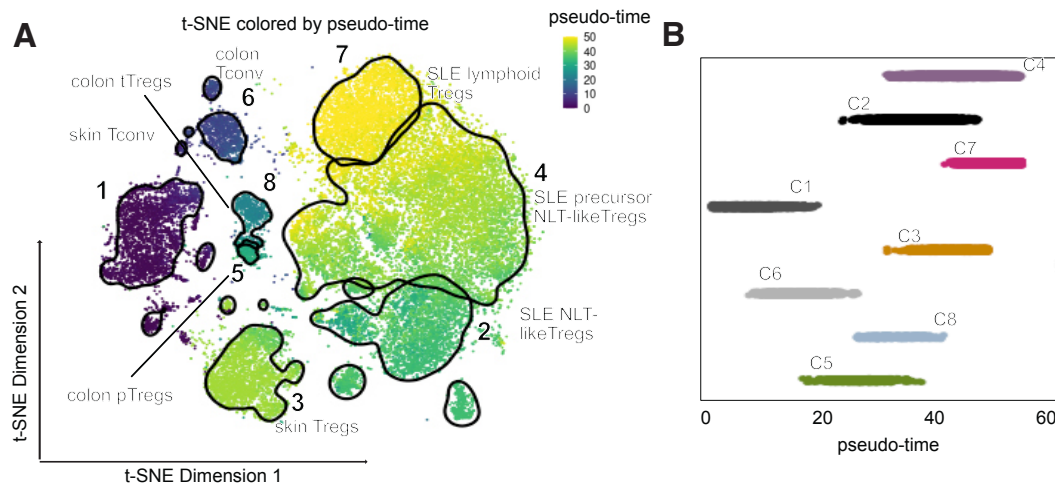 A
t-SNE colored by pseudo-time
pseudo-time
50
40
30
20
10
0
colon
Tconv
colon tTregs
skin Tconv
SLE lymphoid
Tregs
SLE precursor
NLT-likeTregs
SLE NLT-
likeTregs
colon pTregs
skin Tregs
1
2
3
4
5
6
7
8
t-SNE Dimension 2
t-SNE Dimension 1
B
C4
C2
C7
C1
C3
C6
C8
C5
0
20
40
60
pseudo-time